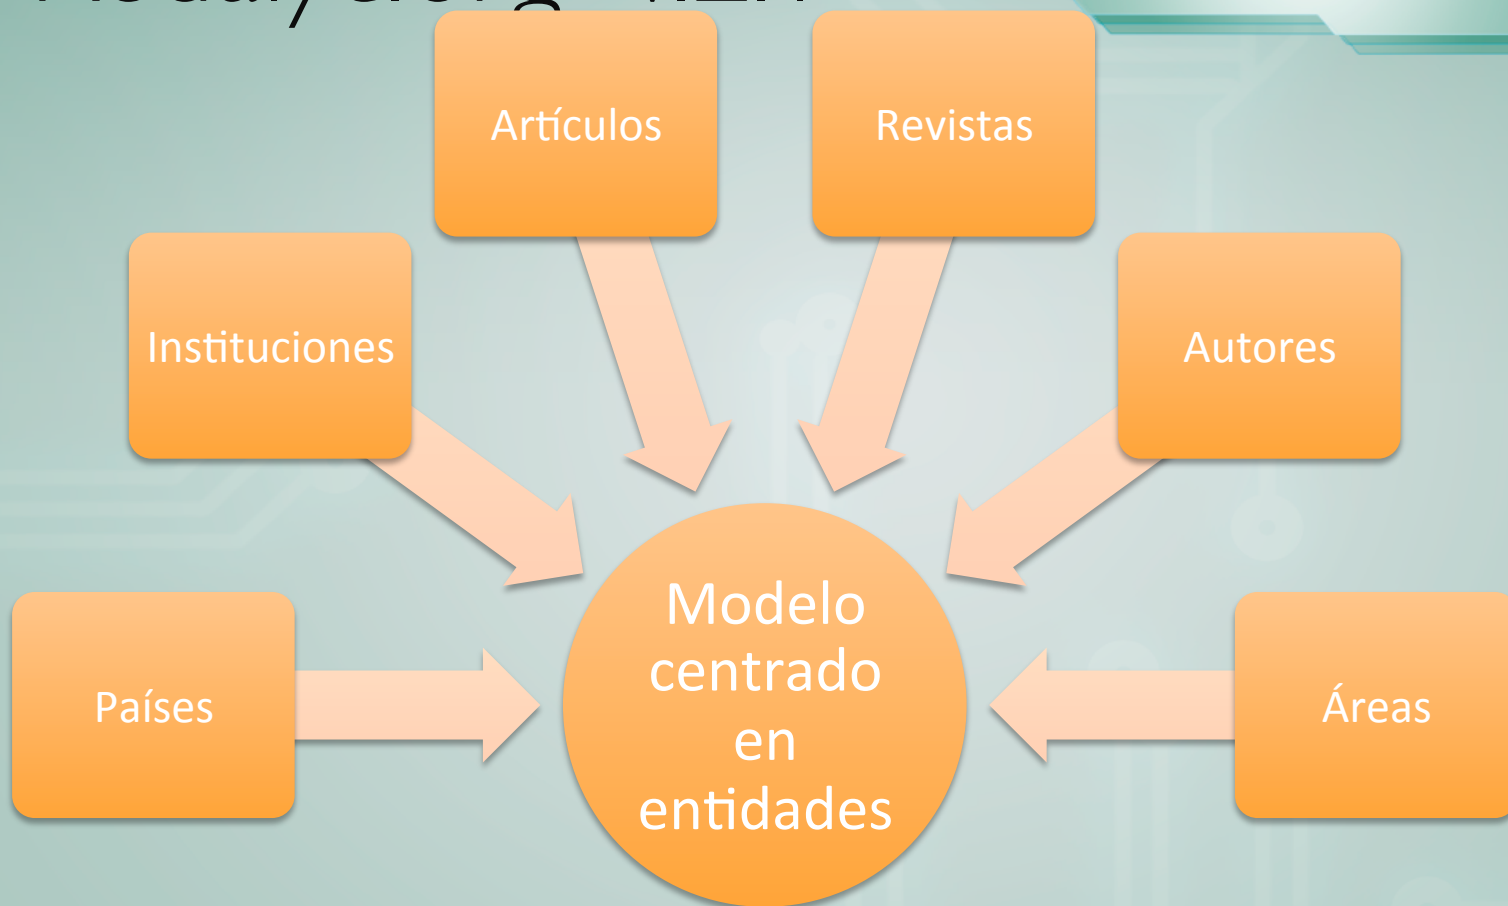 Artículos
Revistas
Instituciones
Autores
Modelo
centrado
en
entidades
Países
Áreas